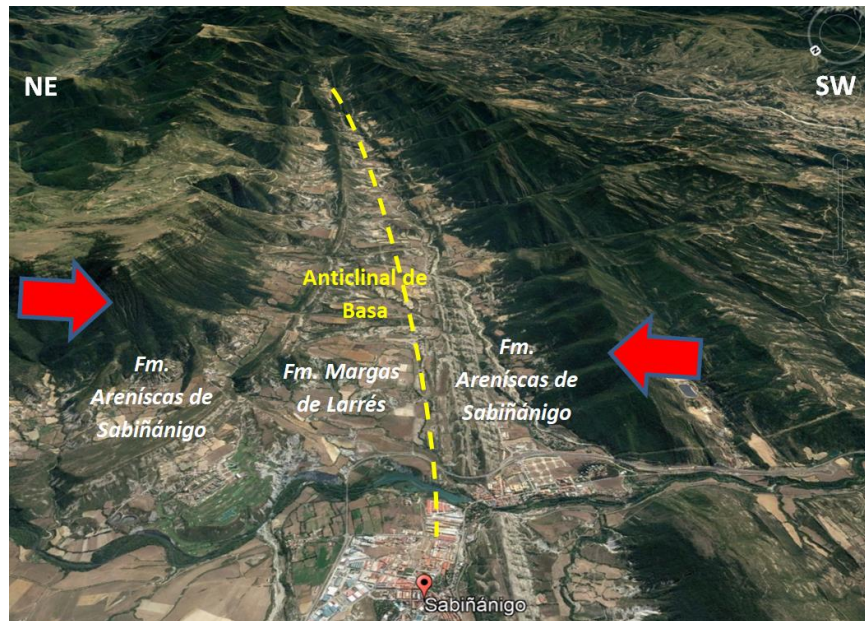 NE
SW
Anticlinal de
Basa
Fm.
Areníscas de
Sabiñánigo
Fm. Margas
de Larrés
Fm.
Areníscas de
Sabiñánigo
Sabiñánigo